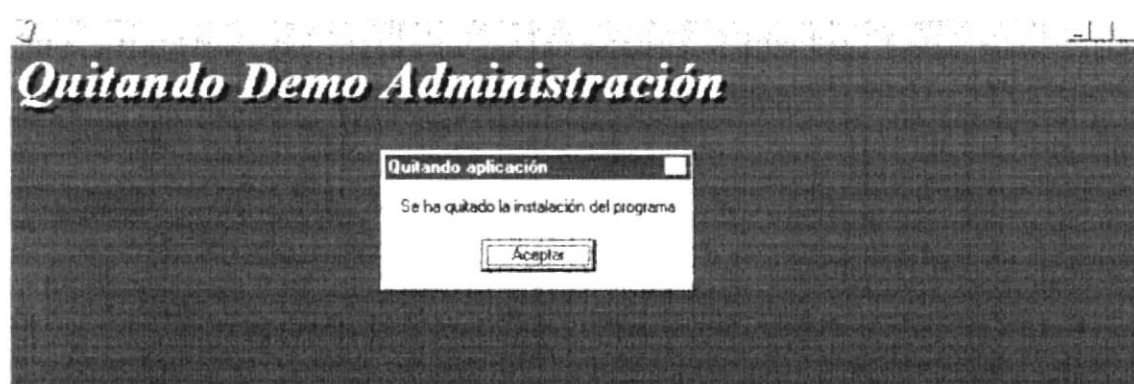 Quitando Demo Administración
Quitando aplicación
Se ha quitado la instalación del programa
Aceptar